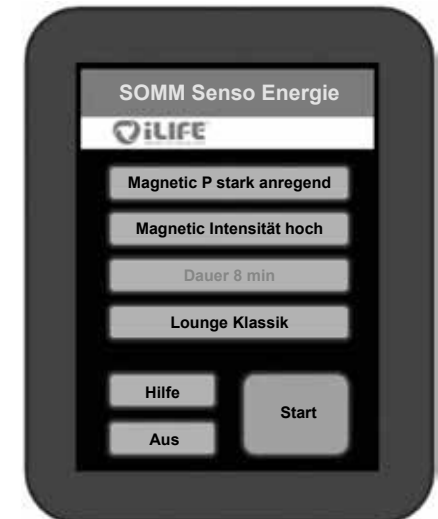 SOMM Senso Energie
iLIFE
Magnetic P stark anregend
Magnetic Intensität hoch
Dauer 8 min
Lounge Klassik
Hilfe
Start
Aus